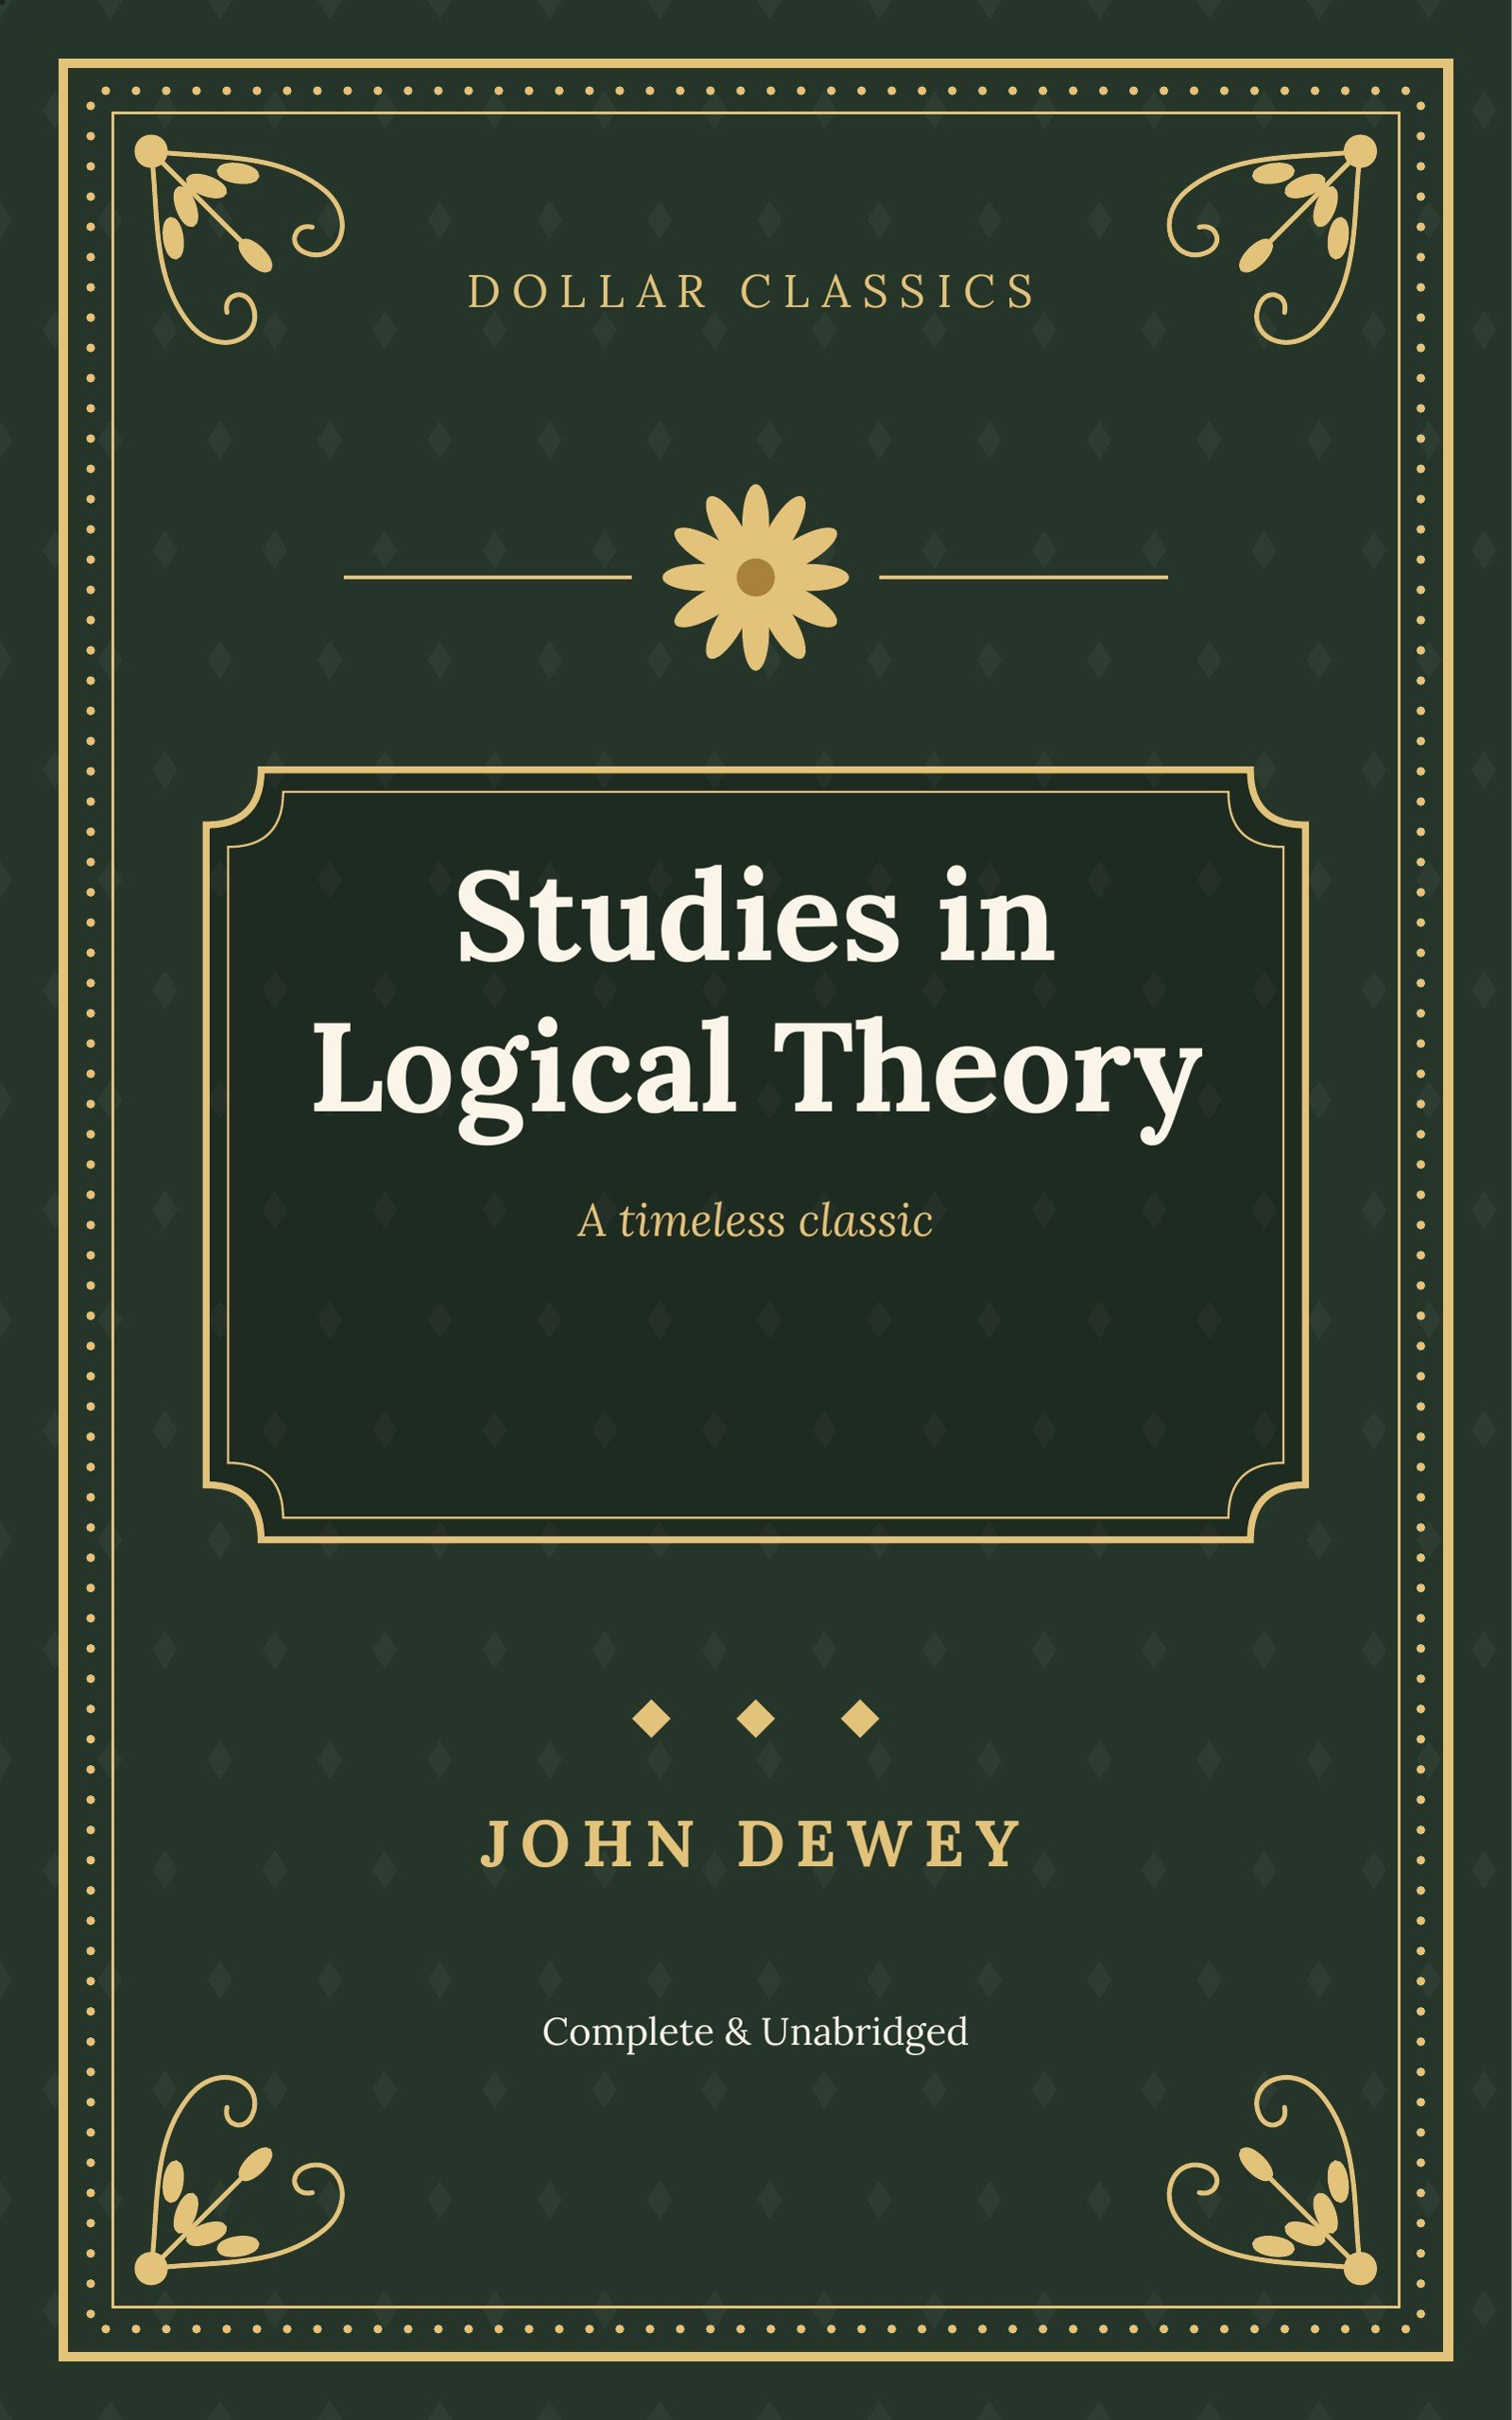 DOLLAR CLASSICS
Studies in
Logical Theory
A timeless classic
JOHN DEWEY
Complete & Unabridged